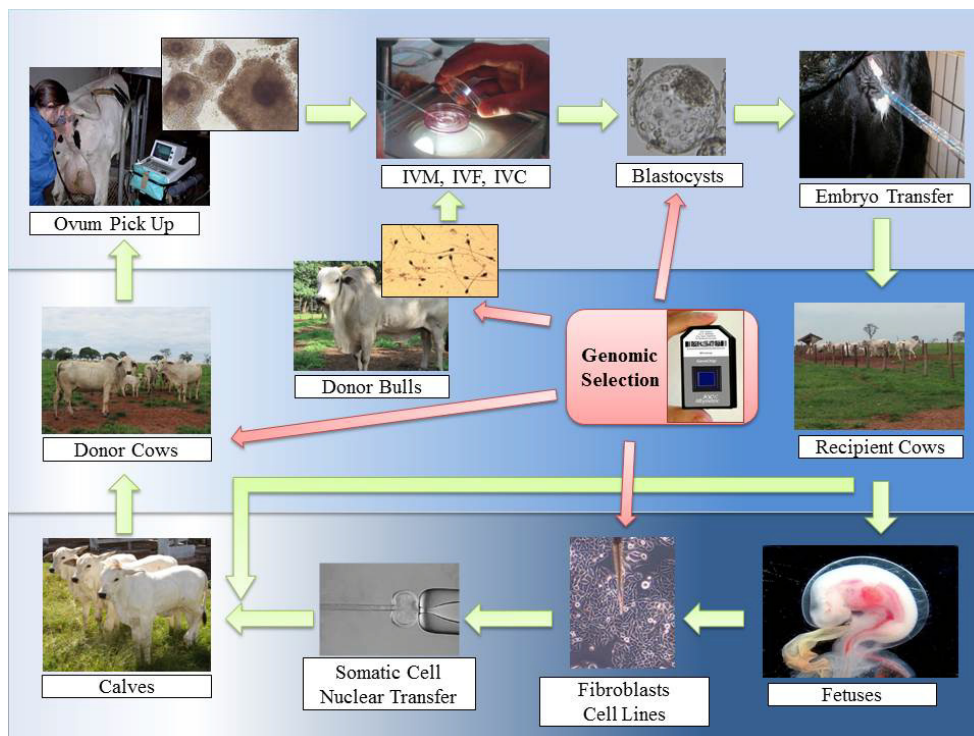 IVM, IVF, IVC
Blastocysts
Embryo Transfer
Ovum Pick Up
Genomic
Selection
Donor Bulls
Donor Cows
Recipient Cows
Calves
Somatic Cell
Nuclear Transfer
Fibroblasts
Cell Lines
Fetuses